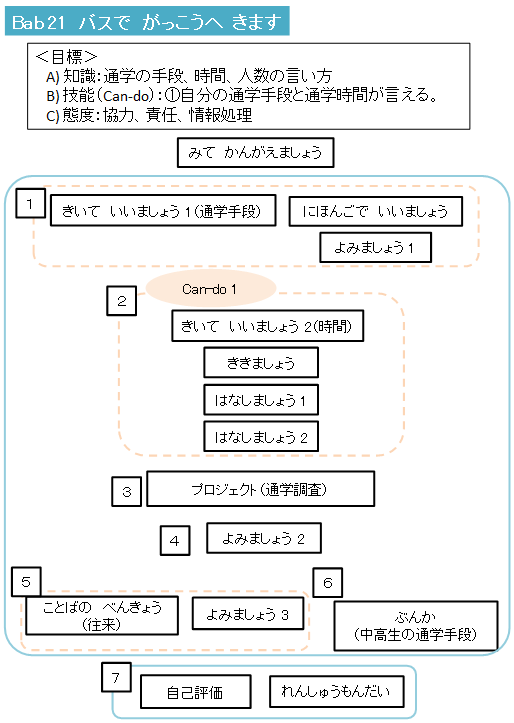 Bab 21　バスで　がっこうへ　きます
＜目標＞
A) 知識：通学の手段、時間、人数の言い方
B) 技能（Can-do）：①自分の通学手段と通学時間が言える。
C) 態度：協力、責任、情報処理
みて　かんがえましょう
1
きいて　いいましょう 1（通学手段）
にほんごで　いいましょう
よみましょう 1
Can-do 1
2
きいて　いいましょう 2（時間）
ききましょう
はなしましょう 1
はなしましょう 2
3
プロジェクト（通学調査）
4
よみましょう 2
5
ことばの　べんきょう
（往来）
よみましょう 3
6
ぶんか
（中高生の通学手段）
7
自己評価
れんしゅうもんだい